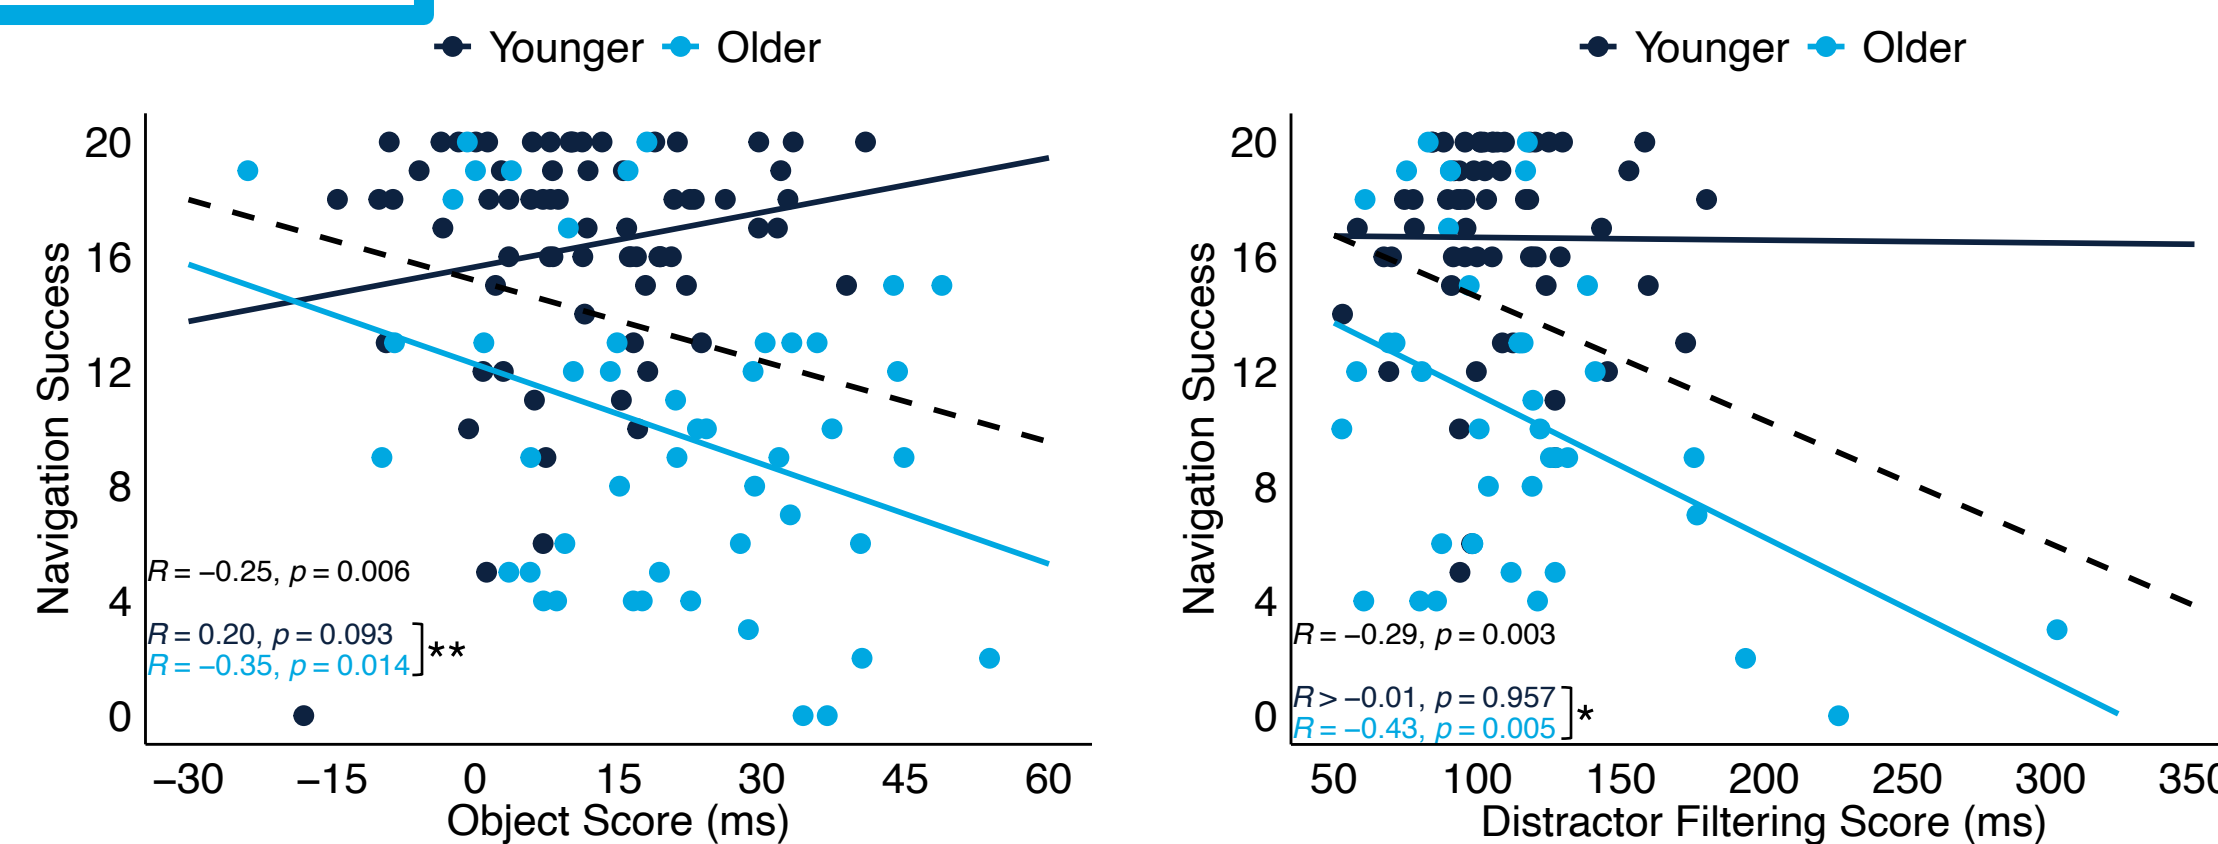 Younger Older
20
16
12
8
4
0
Navigation Success
R = −0.25, p = 0.006
R = 0.20, p = 0.093
R = −0.35, p = 0.014
**
−30 −15 0 15 30 45 60
Object Score (ms)
Younger Older
20
16
12
8
4
0
Navigation Success
R = −0.29, p = 0.003
R > −0.01, p = 0.957
R = −0.43, p = 0.005
*
50 100 150 200 250 300 350
Distractor Filtering Score (ms)